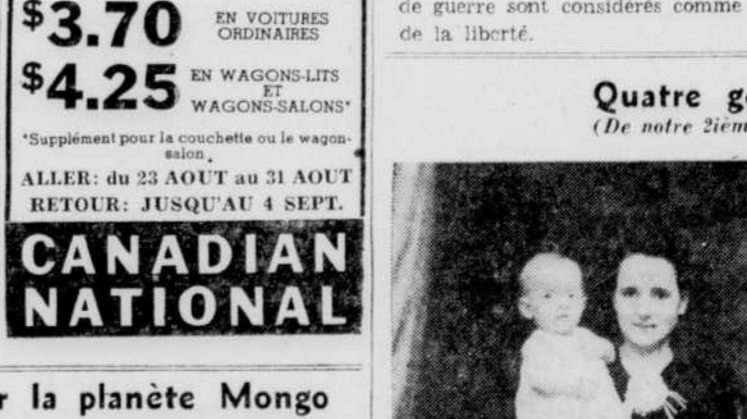 $3.70 EN VOITURES
ORDINAIRES
$4.25 EN WAGONS-LITS
ET
WAGONS-SALONS*
*Supplément pour la couchette ou le wagon-
salon.
ALLER: du 23 AOUT au 31 AOUT
RETOUR: JUSQU'AU 4 SEPT.
CANADIAN
NATIONAL
la planète Mongo
de guerre sont considérés comme
de la liberté.
Quatre
(De notre